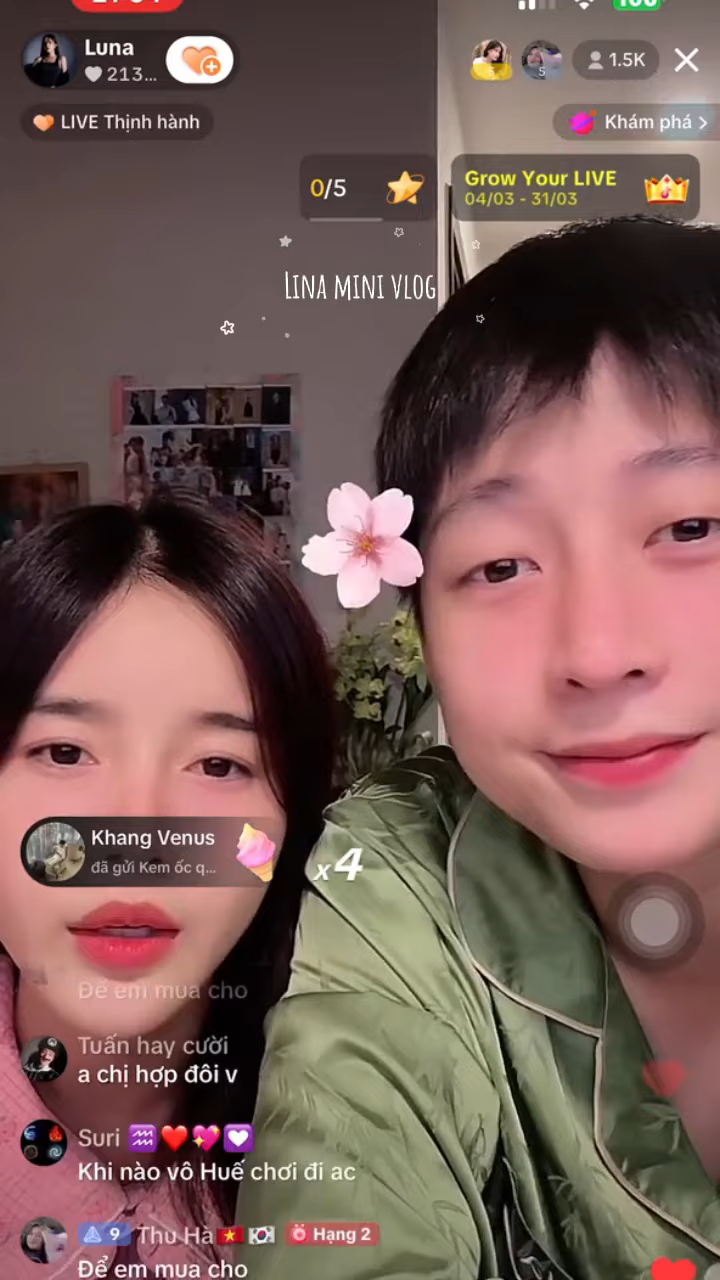 Luna
213...
1.5K
LIVE Thịnh hành
Khám phá >
0/5
Grow Your LIVE
04/03 - 31/03
LINA MINI VLOG
5
5
Khang Venus
đã gửi Kem ốc q...
x4
Để em mua cho
Tuấn hay cười
a chị hợp đôi v
Suri
Khi nào vô Huế chơi đi ac
9 Thu Hà Hạng 2
Để em mua cho